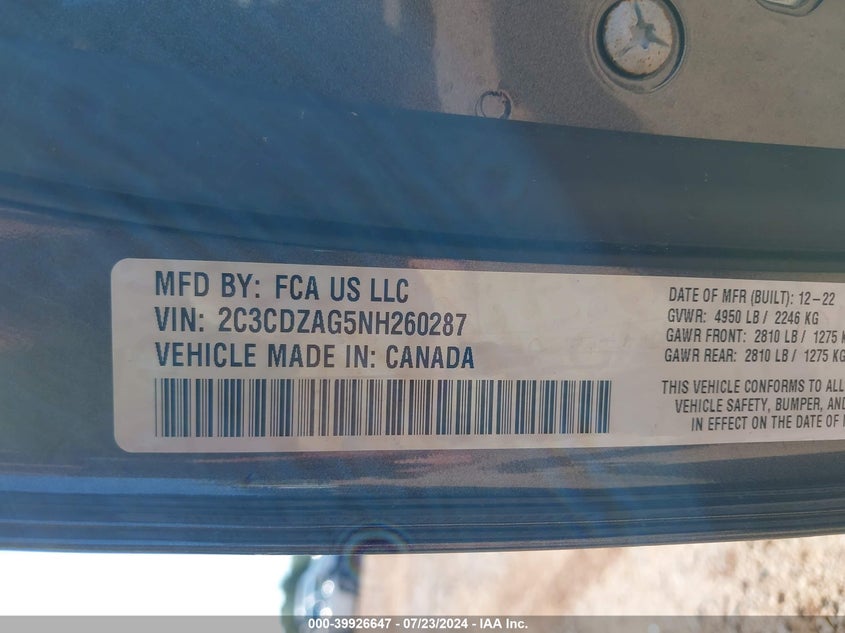 MFD BY: FCA US LLC
VIN: 2C3CDZAG5NH260287
VEHICLE MADE IN: CANADA
DATE OF MFR (BUILT): 12-22
GVWR: 4950 LB / 2246 KG
GAWR FRONT: 2810 LB / 1275 K
GAWR REAR: 2810 LB / 1275 KG
THIS VEHICLE CONFORMS TO ALL
VEHICLE SAFETY, BUMPER, AND
IN EFFECT ON THE DATE OF
000-39926647 / 07/23/2024 - IAA Inc.